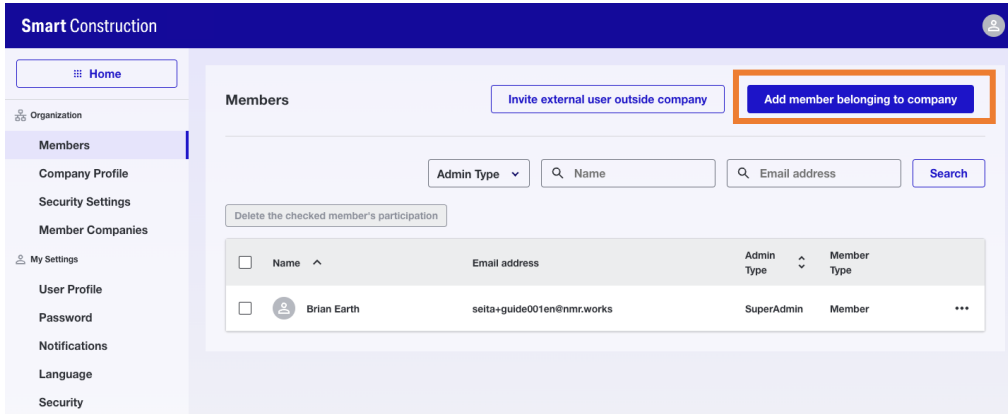 Smart Construction
Home
Organization
Members
Company Profile
Security Settings
Member Companies
My Settings
User Profile
Password
Notifications
Language
Security
Members
Invite external user outside company
Add member belonging to company
Admin Type
Name
Email address
Search
Delete the checked member's participation
Name
Email address
Admin
Type
Member
Type
Brian Earth
seita+guide001en@nmr.works
SuperAdmin
Member